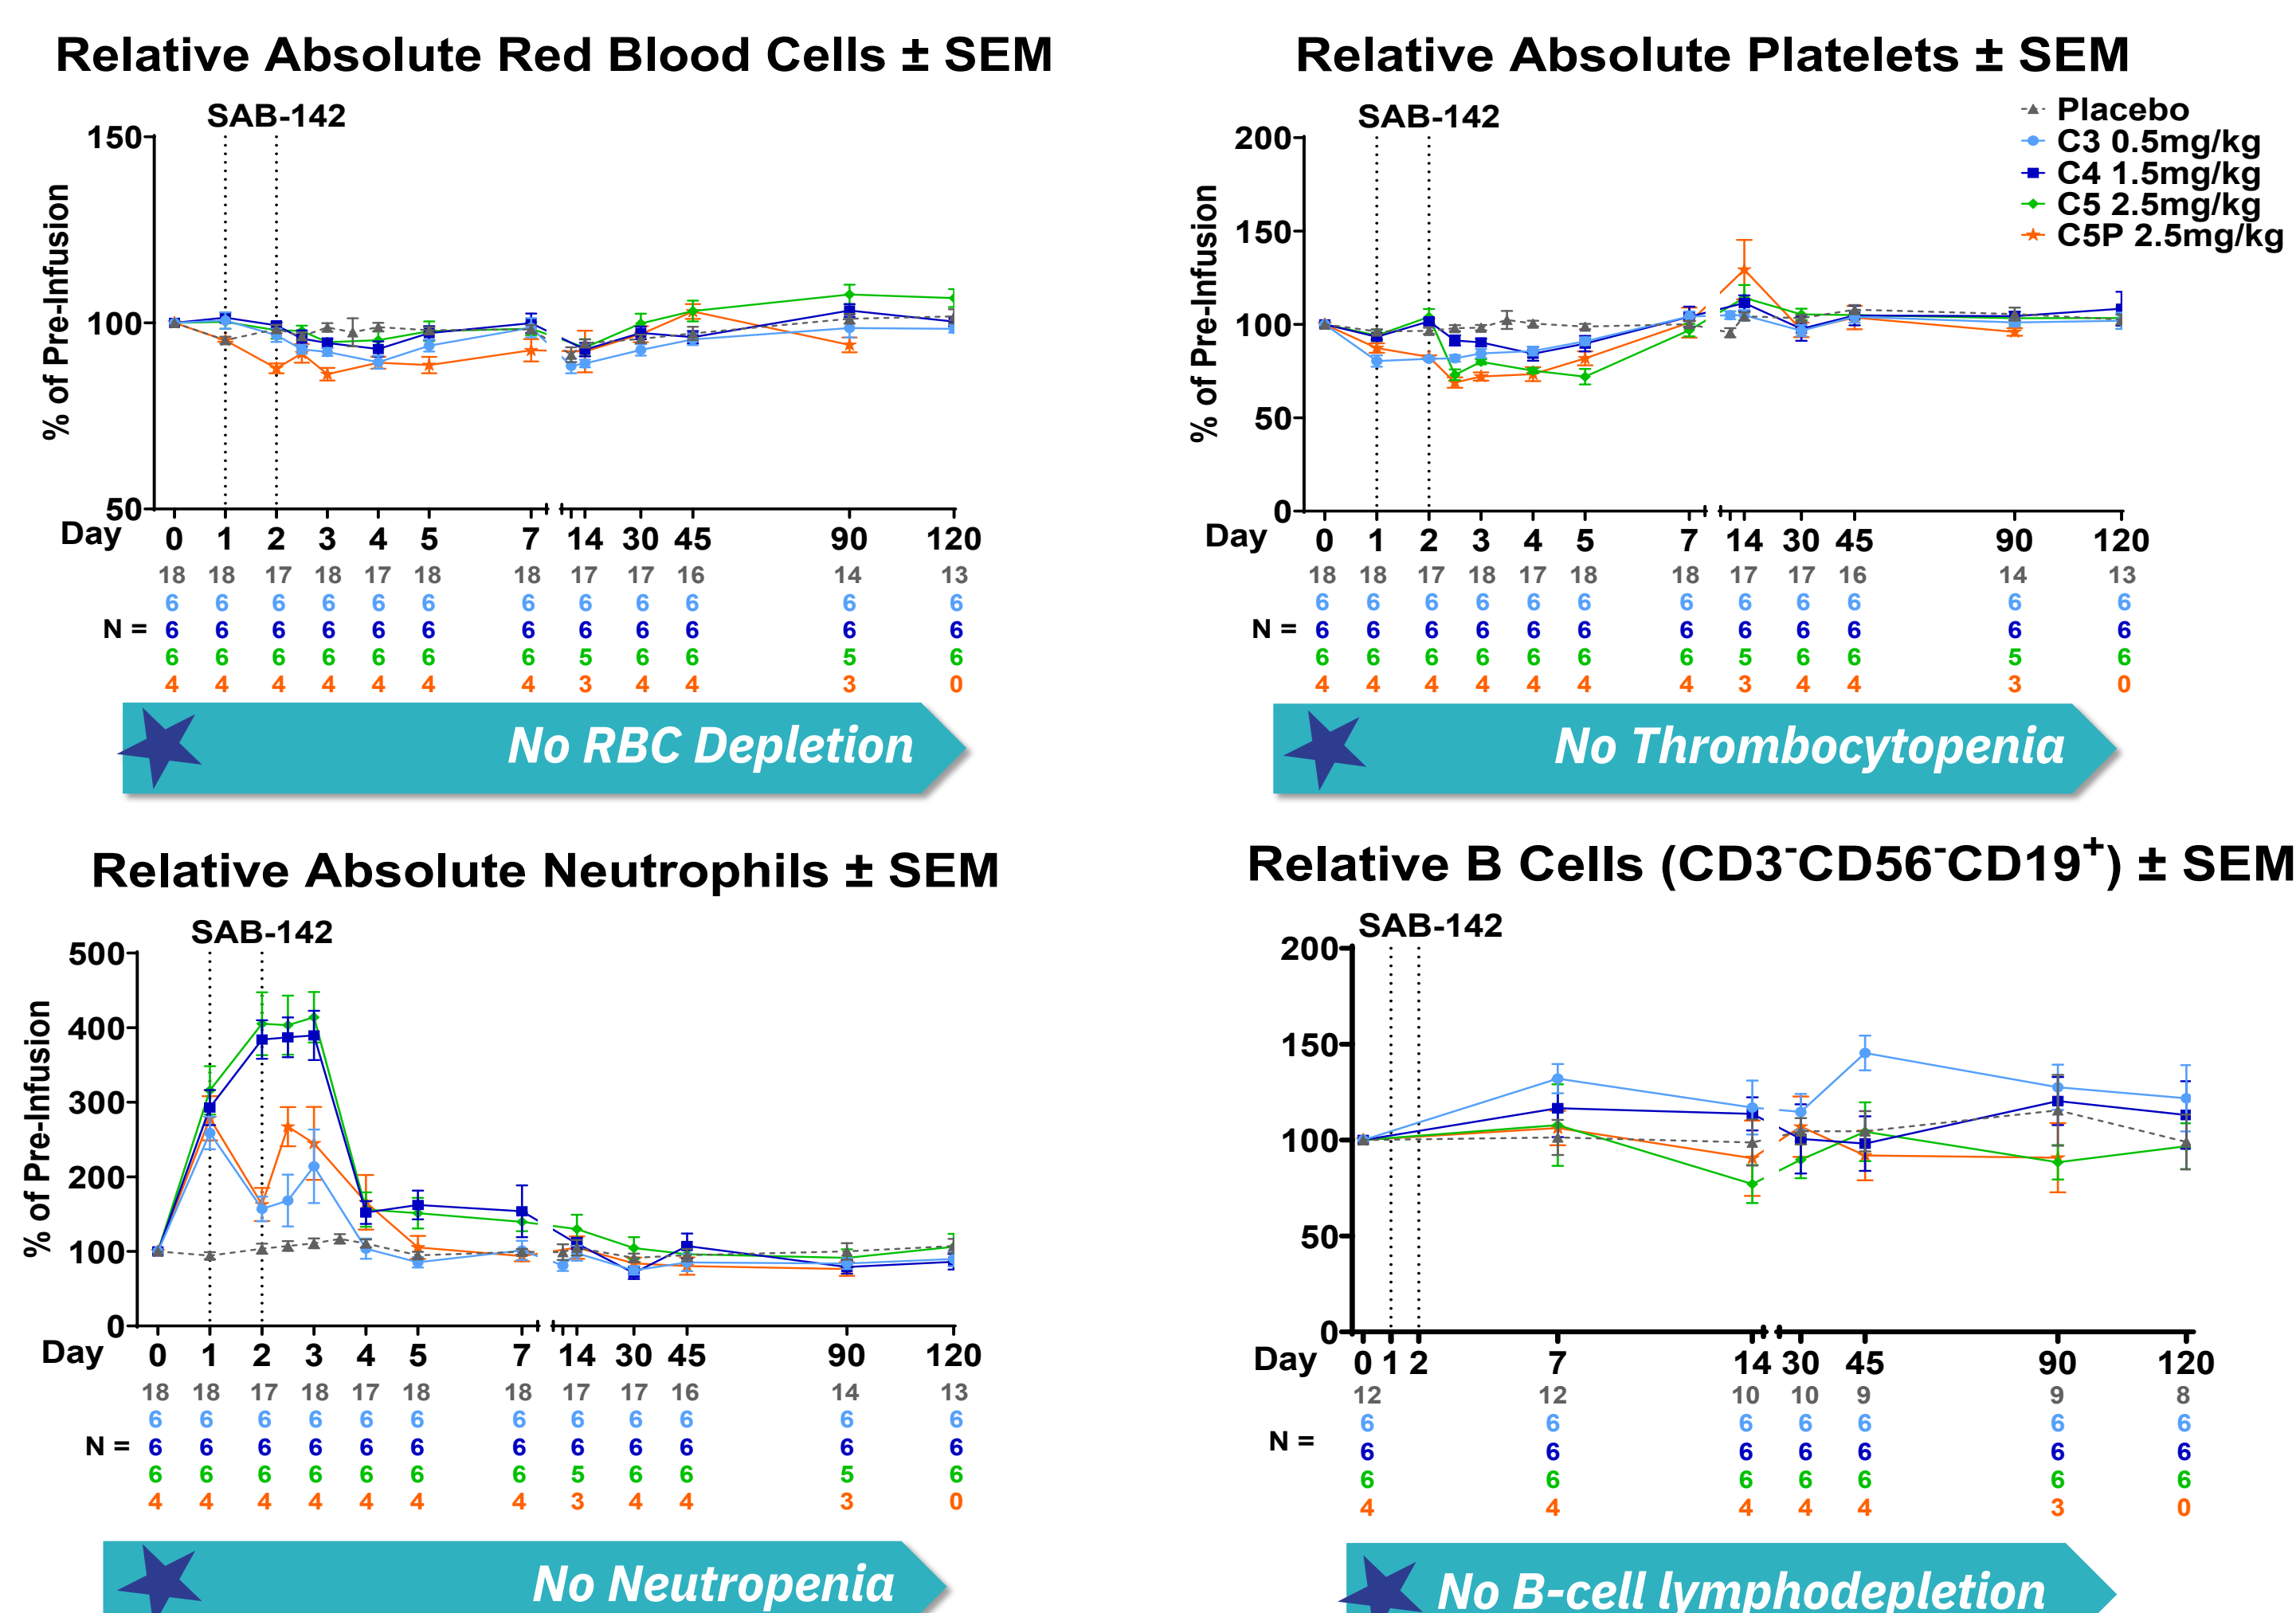 Relative Absolute Red Blood Cells ± SEM
SAB-142
150
100
50
% of Pre-Infusion
Day 0 1 2 3 4 5 7 14 30 45 90 120
18 18 17 18 17 18 18 17 17 16 14 13
6 6 6 6 6 6 6 6 6 6 6 6
N = 6 6 6 6 6 6 6 6 6 6 6 6
6 6 6 6 6 6 6 5 6 6 5 6
4 4 4 4 4 4 4 3 4 4 3 0
No RBC Depletion
Relative Absolute Platelets ± SEM
SAB-142
Placebo
C3 0.5mg/kg
C4 1.5mg/kg
C5 2.5mg/kg
C5P 2.5mg/kg
200
150
100
50
0
% of Pre-Infusion
Day 0 1 2 3 4 5 7 14 30 45 90 120
18 18 17 18 17 18 18 17 17 16 14 13
6 6 6 6 6 6 6 6 6 6 6 6
N = 6 6 6 6 6 6 6 6 6 6 6 6
6 6 6 6 6 6 6 5 6 6 5 6
4 4 4 4 4 4 4 3 4 4 3 0
No Thrombocytopenia
Relative Absolute Neutrophils ± SEM
SAB-142
500
400
300
200
100
0
% of Pre-Infusion
Day 0 1 2 3 4 5 7 14 30 45 90 120
18 18 17 18 17 18 18 17 17 16 14 13
6 6 6 6 6 6 6 6 6 6 6 6
N = 6 6 6 6 6 6 6 6 6 6 6 6
6 6 6 6 6 6 6 5 6 6 5 6
4 4 4 4 4 4 4 3 4 4 3 0
No Neutropenia
Relative B Cells (CD3⁻CD56⁻CD19⁺) ± SEM
SAB-142
200
150
100
50
0
Day 0 1 2 7 14 30 45 90 120
12 12 10 10 9 9 8
6 6 6 6 6 6 6
N = 6 6 6 6 6 6 6
6 6 6 6 6 6 6
4 4 4 4 4 3 0
No B-cell lymphodepletion